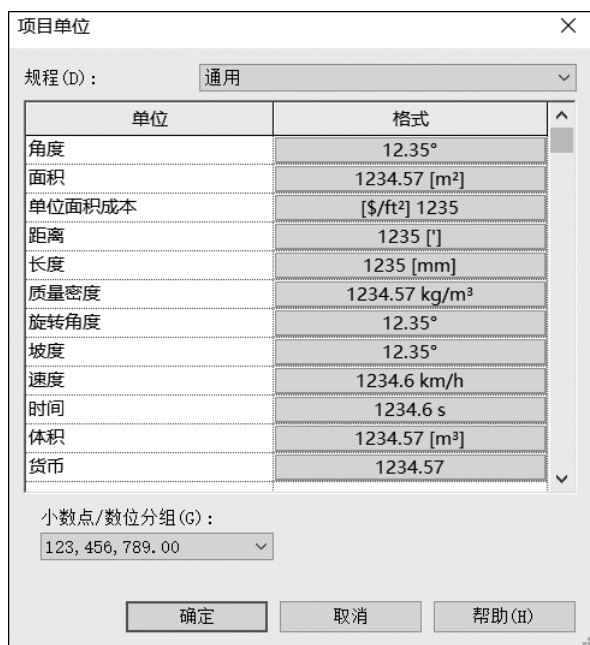 项目单位
规程(D): 通用
单位 格式
角度 12.35°
面积 1234.57 [m²]
单位面积成本 [$/ft²] 1235
距离 1235 [']
长度 1235 [mm]
质量密度 1234.57 kg/m³
旋转角度 12.35°
坡度 12.35°
速度 1234.6 km/h
时间 1234.6 s
体积 1234.57 [m³]
货币 1234.57
小数点/数位分组(G):
123,456,789.00
确定 取消 帮助(H)